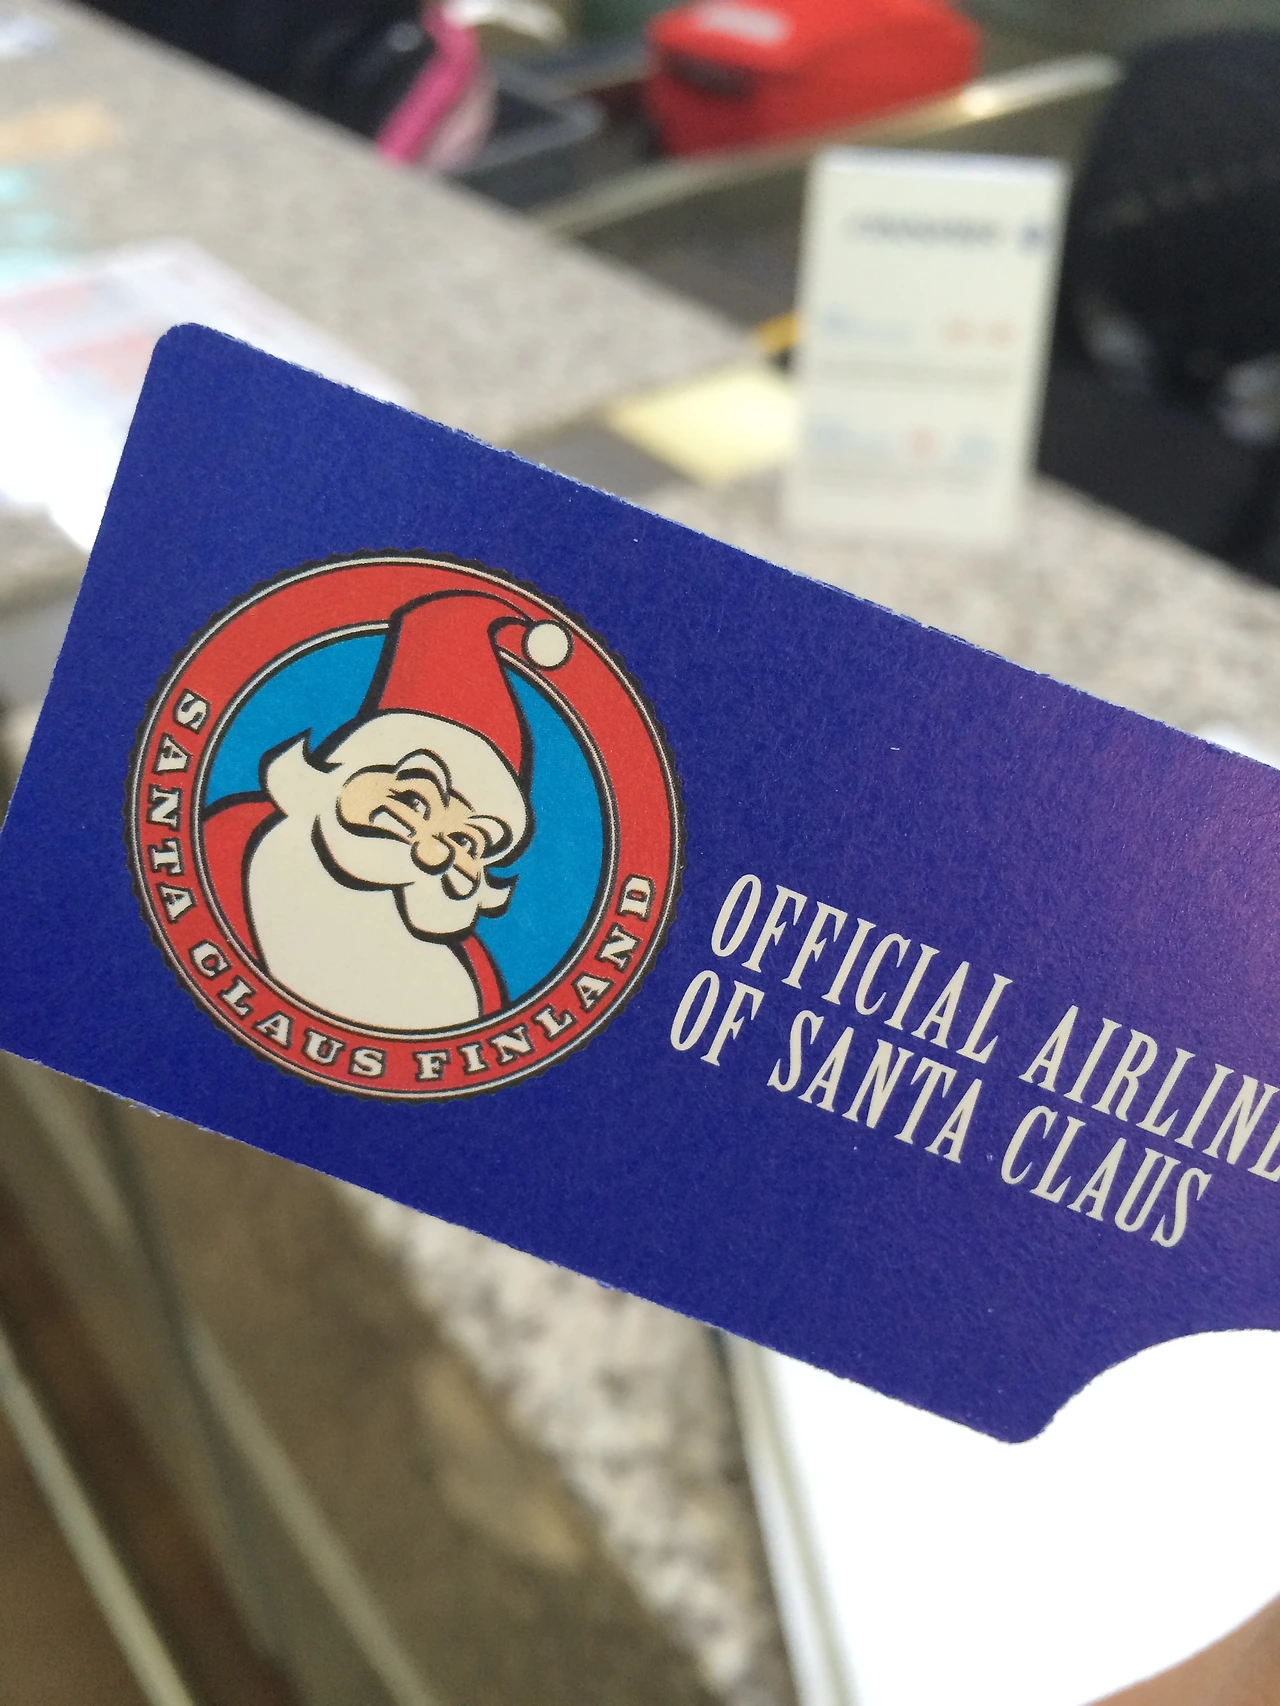 SANTA CLAUS FINLAND
OFFICIAL AIRLINE
OF SANTA CLAUS